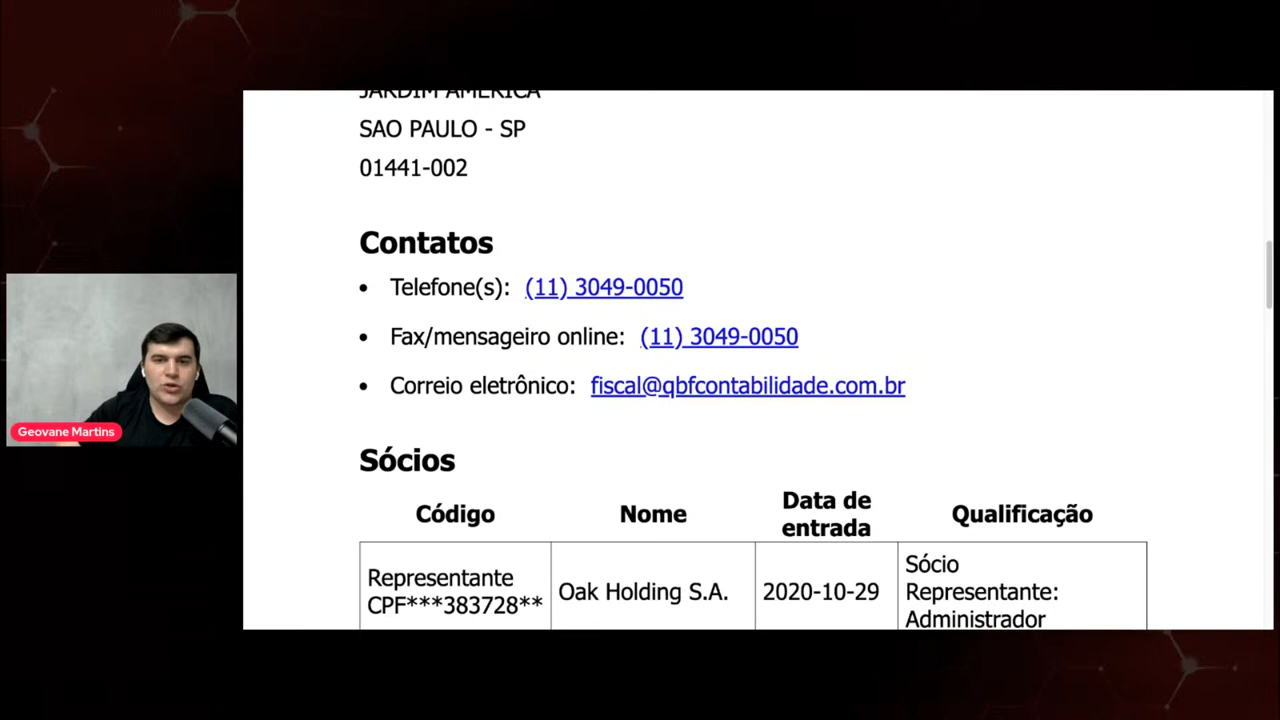 JARDIM AMERICA
SAO PAULO - SP
01441-002
Contatos
• Telefone(s): (11) 3049-0050
• Fax/mensageiro online: (11) 3049-0050
• Correio eletrônico: fiscal@qbfcontabilidade.com.br
Sócios
Código Nome Data de entrada Qualificação
Representante
CPF***383728**
Oak Holding S.A.
2020-10-29
Sócio
Representante:
Administrador
Geovane Martins